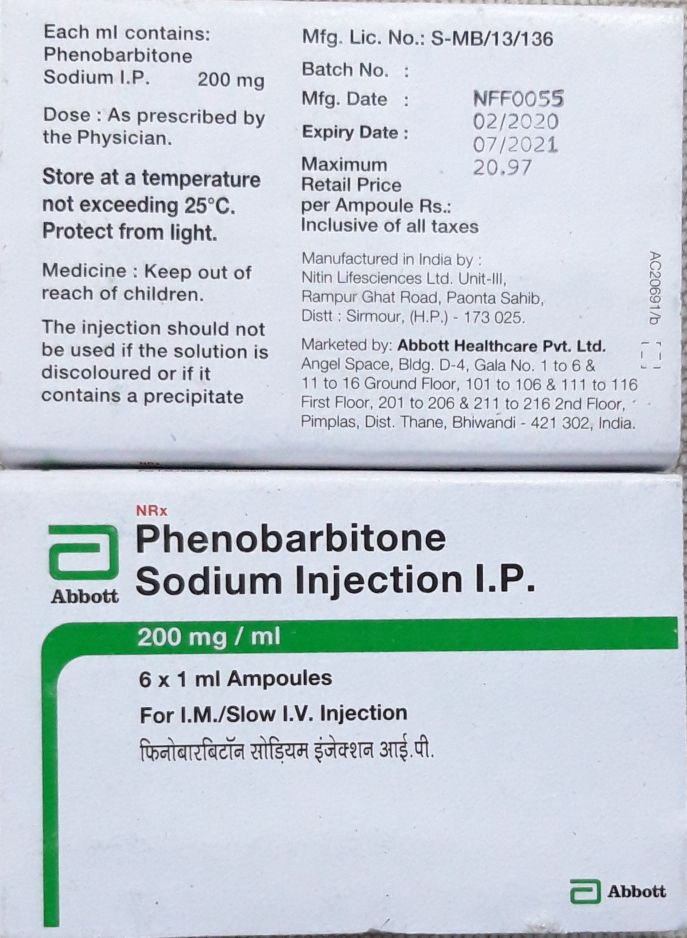 Each ml contains:
Phenobarbitone
Sodium I.P. 200 mg
Dose : As prescribed by
the Physician.
Store at a temperature
not exceeding 25°C.
Protect from light.
Medicine : Keep out of
reach of children.
The injection should not
be used if the solution is
discoloured or if it
contains a precipitate
Mfg. Lic. No.: S-MB/13/136
Batch No. :
Mfg. Date : NFF0055
02/2020
Expiry Date :
07/2021
Maximum 20.97
Retail Price
per Ampoule Rs.:
Inclusive of all taxes
Manufactured in India by :
Nitin Lifesciences Ltd. Unit-III,
Rampur Ghat Road, Paonta Sahib,
Distt : Sirmour, (H.P.) - 173 025.
Marketed by: Abbott Healthcare Pvt. Ltd.
Angel Space, Bldg. D-4, Gala No. 1 to 6 &
11 to 16 Ground Floor, 101 to 106 & 111 to 116
First Floor, 201 to 206 & 211 to 216 2nd Floor,
Pimplas, Dist. Thane, Bhiwandi - 421 302, India.
AC20691/b
NRx
Phenobarbitone
Sodium Injection I.P.
Abbott
200 mg / ml
6 x 1 ml Ampoules
For I.M./Slow I.V. Injection
फिनोबारबिटॉन सोडियम इंजेक्शन आई.पी.
Abbott